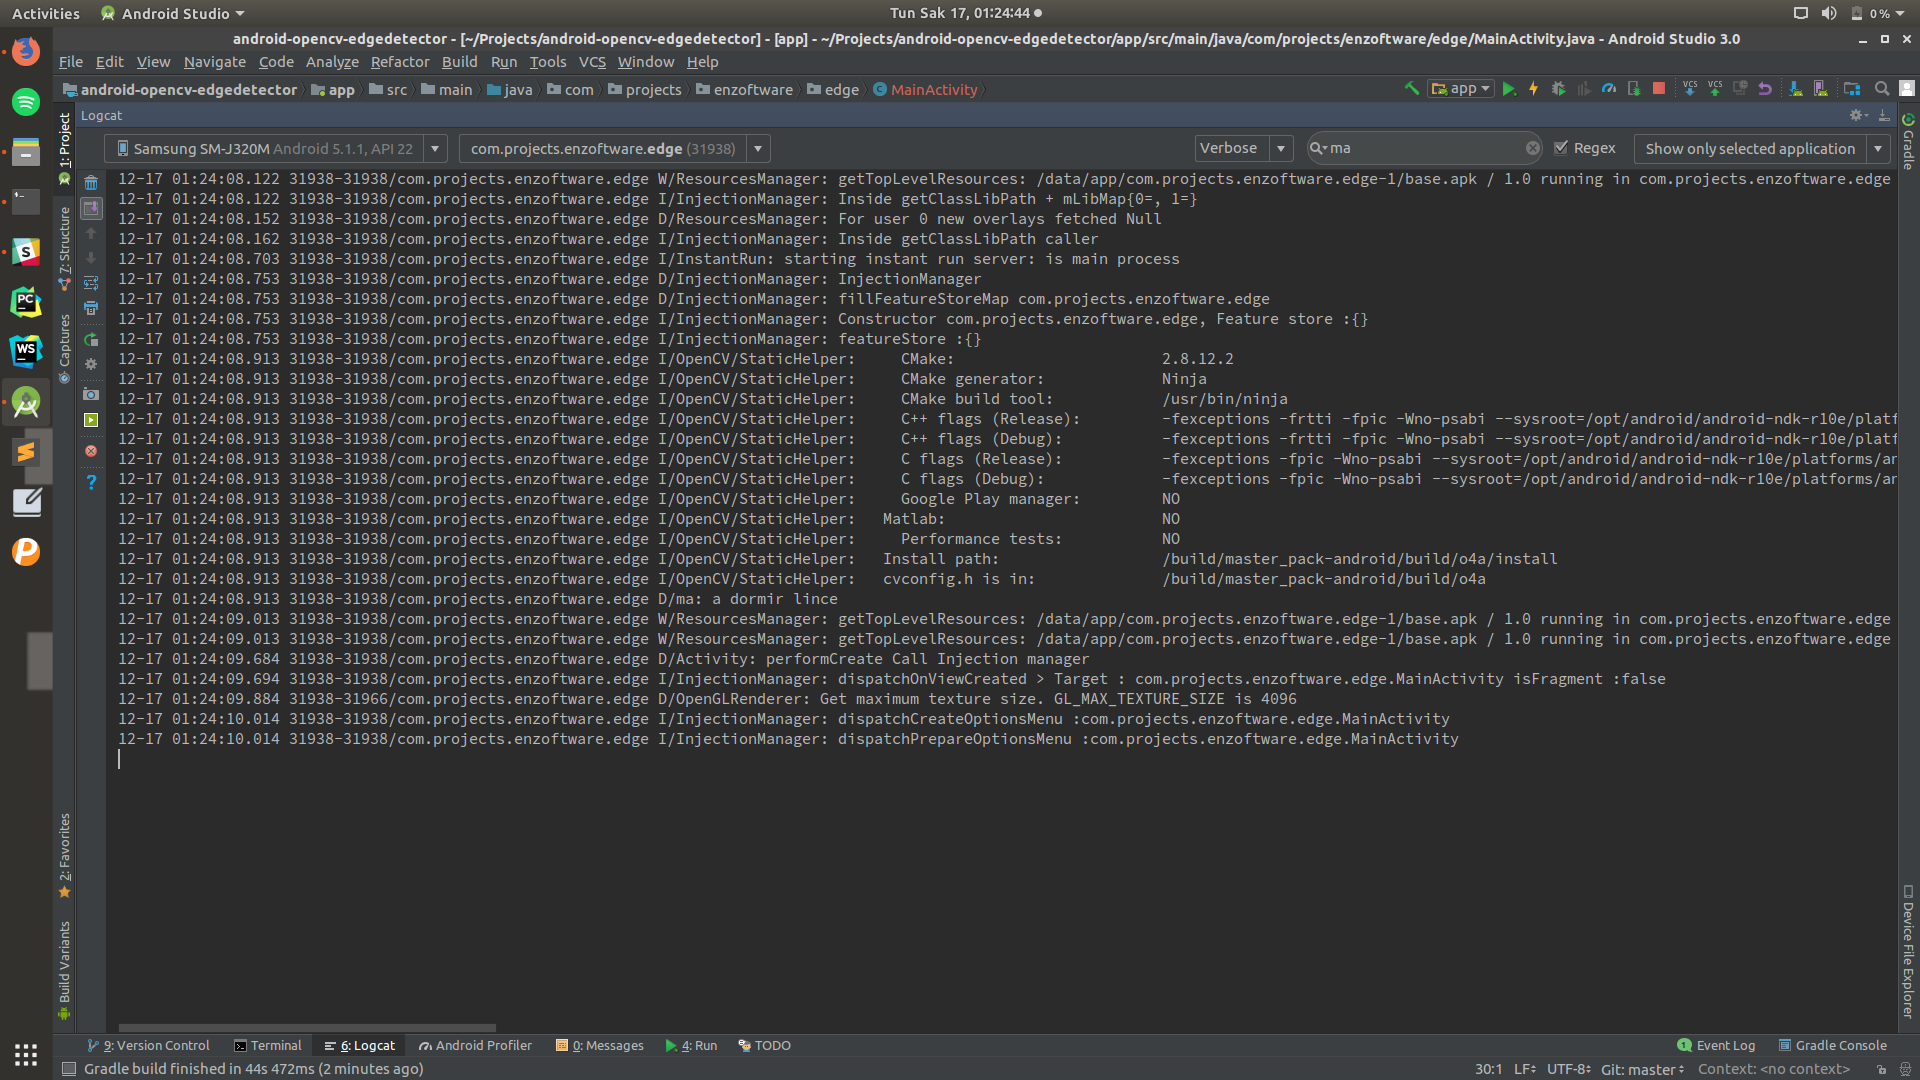 Activities Android Studio Tun Sak 17, 01:24:44 0 %
android-opencv-edgedetector - [~/Projects/android-opencv-edgedetector] - [app] - ~/Projects/android-opencv-edgedetector/app/src/main/java/com/projects/enzoftware/edge/MainActivity.java - Android Studio 3.0
File Edit View Navigate Code Analyze Refactor Build Run Tools VCS Window Help
android-opencv-edgedetector app src main java com projects enzoftware edge MainActivity app VCS VCS
Logcat
Samsung SM-J320M Android 5.1.1, API 22 com.projects.enzoftware.edge (31938) Verbose ma Regex Show only selected application
12-17 01:24:08.122 31938-31938/com.projects.enzoftware.edge W/ResourcesManager: getTopLevelResources: /data/app/com.projects.enzoftware.edge-1/base.apk / 1.0 running in com.projects.enzoftware.edge
12-17 01:24:08.122 31938-31938/com.projects.enzoftware.edge I/InjectionManager: Inside getClassLibPath + mLibMap{0=, 1=}
12-17 01:24:08.152 31938-31938/com.projects.enzoftware.edge D/ResourcesManager: For user 0 new overlays fetched Null
12-17 01:24:08.162 31938-31938/com.projects.enzoftware.edge I/InjectionManager: Inside getClassLibPath caller
12-17 01:24:08.703 31938-31938/com.projects.enzoftware.edge I/InstantRun: starting instant run server: is main process
12-17 01:24:08.753 31938-31938/com.projects.enzoftware.edge D/InjectionManager: InjectionManager
12-17 01:24:08.753 31938-31938/com.projects.enzoftware.edge D/InjectionManager: fillFeatureStoreMap com.projects.enzoftware.edge
12-17 01:24:08.753 31938-31938/com.projects.enzoftware.edge I/InjectionManager: Constructor com.projects.enzoftware.edge, Feature store :{}
12-17 01:24:08.753 31938-31938/com.projects.enzoftware.edge I/InjectionManager: featureStore :{}
12-17 01:24:08.913 31938-31938/com.projects.enzoftware.edge I/OpenCV/StaticHelper: CMake: 2.8.12.2
12-17 01:24:08.913 31938-31938/com.projects.enzoftware.edge I/OpenCV/StaticHelper: CMake generator: Ninja
12-17 01:24:08.913 31938-31938/com.projects.enzoftware.edge I/OpenCV/StaticHelper: CMake build tool: /usr/bin/ninja
12-17 01:24:08.913 31938-31938/com.projects.enzoftware.edge I/OpenCV/StaticHelper: C++ flags (Release): -fexceptions -frtti -fpic -Wno-psabi --sysroot=/opt/android/android-ndk-r10e/platf
12-17 01:24:08.913 31938-31938/com.projects.enzoftware.edge I/OpenCV/StaticHelper: C++ flags (Debug): -fexceptions -frtti -fpic -Wno-psabi --sysroot=/opt/android/android-ndk-r10e/platf
12-17 01:24:08.913 31938-31938/com.projects.enzoftware.edge I/OpenCV/StaticHelper: C flags (Release): -fexceptions -fpic -Wno-psabi --sysroot=/opt/android/android-ndk-r10e/platforms/an
12-17 01:24:08.913 31938-31938/com.projects.enzoftware.edge I/OpenCV/StaticHelper: C flags (Debug): -fexceptions -fpic -Wno-psabi --sysroot=/opt/android/android-ndk-r10e/platforms/an
12-17 01:24:08.913 31938-31938/com.projects.enzoftware.edge I/OpenCV/StaticHelper: Google Play manager: NO
12-17 01:24:08.913 31938-31938/com.projects.enzoftware.edge I/OpenCV/StaticHelper: Matlab: NO
12-17 01:24:08.913 31938-31938/com.projects.enzoftware.edge I/OpenCV/StaticHelper: Performance tests: NO
12-17 01:24:08.913 31938-31938/com.projects.enzoftware.edge I/OpenCV/StaticHelper: Install path: /build/master_pack-android/build/o4a/install
12-17 01:24:08.913 31938-31938/com.projects.enzoftware.edge I/OpenCV/StaticHelper: cvconfig.h is in: /build/master_pack-android/build/o4a
12-17 01:24:08.913 31938-31938/com.projects.enzoftware.edge D/ma: a dormir lince
12-17 01:24:09.013 31938-31938/com.projects.enzoftware.edge W/ResourcesManager: getTopLevelResources: /data/app/com.projects.enzoftware.edge-1/base.apk / 1.0 running in com.projects.enzoftware.edge
12-17 01:24:09.013 31938-31938/com.projects.enzoftware.edge W/ResourcesManager: getTopLevelResources: /data/app/com.projects.enzoftware.edge-1/base.apk / 1.0 running in com.projects.enzoftware.edge
12-17 01:24:09.684 31938-31938/com.projects.enzoftware.edge D/Activity: performCreate Call Injection manager
12-17 01:24:09.694 31938-31938/com.projects.enzoftware.edge I/InjectionManager: dispatchOnViewCreated > Target : com.projects.enzoftware.edge.MainActivity isFragment :false
12-17 01:24:09.884 31938-31966/com.projects.enzoftware.edge D/OpenGLRenderer: Get maximum texture size. GL_MAX_TEXTURE_SIZE is 4096
12-17 01:24:10.014 31938-31938/com.projects.enzoftware.edge I/InjectionManager: dispatchCreateOptionsMenu :com.projects.enzoftware.edge.MainActivity
12-17 01:24:10.014 31938-31938/com.projects.enzoftware.edge I/InjectionManager: dispatchPrepareOptionsMenu :com.projects.enzoftware.edge.MainActivity
1: Project
7: Structure
Captures
2: Favorites
Build Variants
Gradle
Device File Explorer
PC
WS
9: Version Control Terminal 6: Logcat Android Profiler 0: Messages 4: Run TODO 1 Event Log Gradle Console
Gradle build finished in 44s 472ms (2 minutes ago) 30:1 LF UTF-8 Git: master Context: <no context>